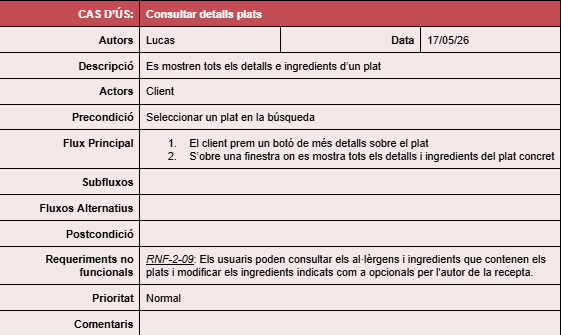 CAS D'ÚS: Consultar detalls plats
Autors Lucas Data 17/05/26
Descripció Es mostren tots els detalls e ingredients d'un plat
Actors Client
Precondició Seleccionar un plat en la búsqueda
Flux Principal 1. El client prem un botó de més detalls sobre el plat
2. S'obre una finestra on es mostra tots els detalls i ingredients del plat concret
Subfluxos
Fluxos Alternatius
Postcondició
Requeriments no RNF-2-09: Els usuaris poden consultar els al·lèrgens i ingredients que contenen els
funcionals plats i modificar els ingredients indicats com a opcionals per l'autor de la recepta.
Prioritat Normal
Comentaris